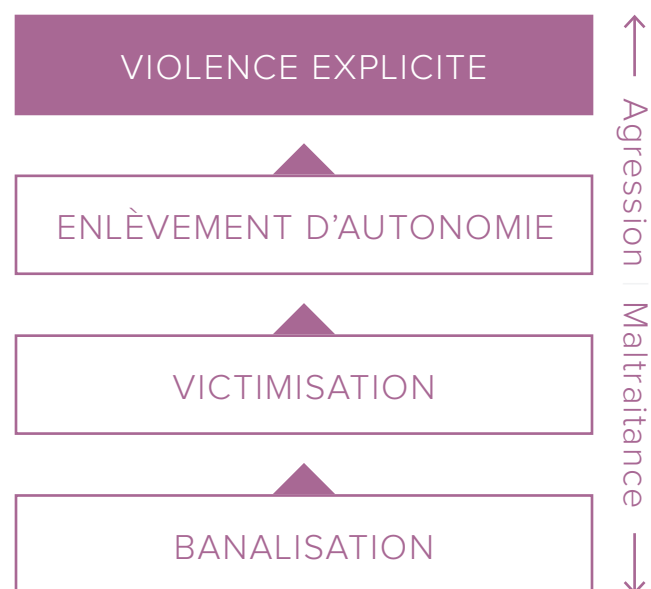 VIOLENCE EXPLICITE
ENLÈVEMENT D'AUTONOMIE
VICTIMISATION
BANALISATION
Agression
Maltraitance